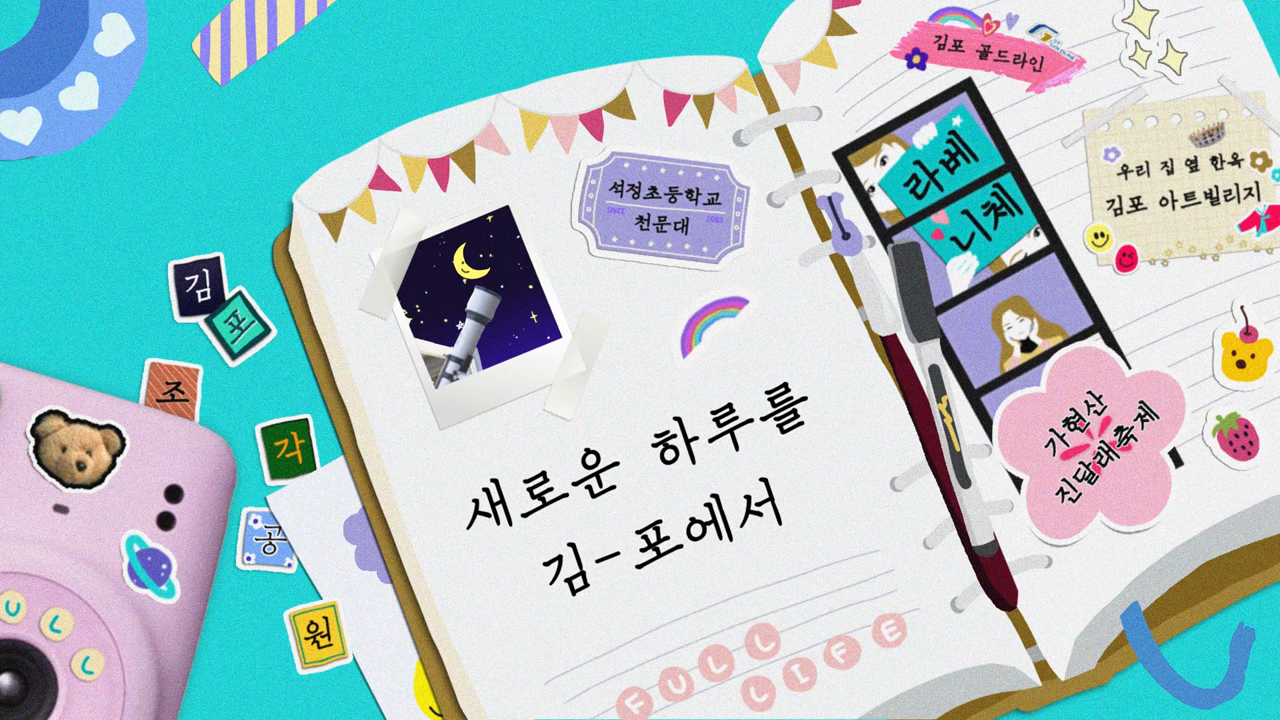 김
포
조
각
공
원
석정초등학교
SINCE 2085
천문대
새로운 하루를
김-포에서
FULL
LIFE
김포 골드라인
라베
니체
우리 집 옆 한옥
김포 아트빌리지
가현산
진달래축제
U
L
L